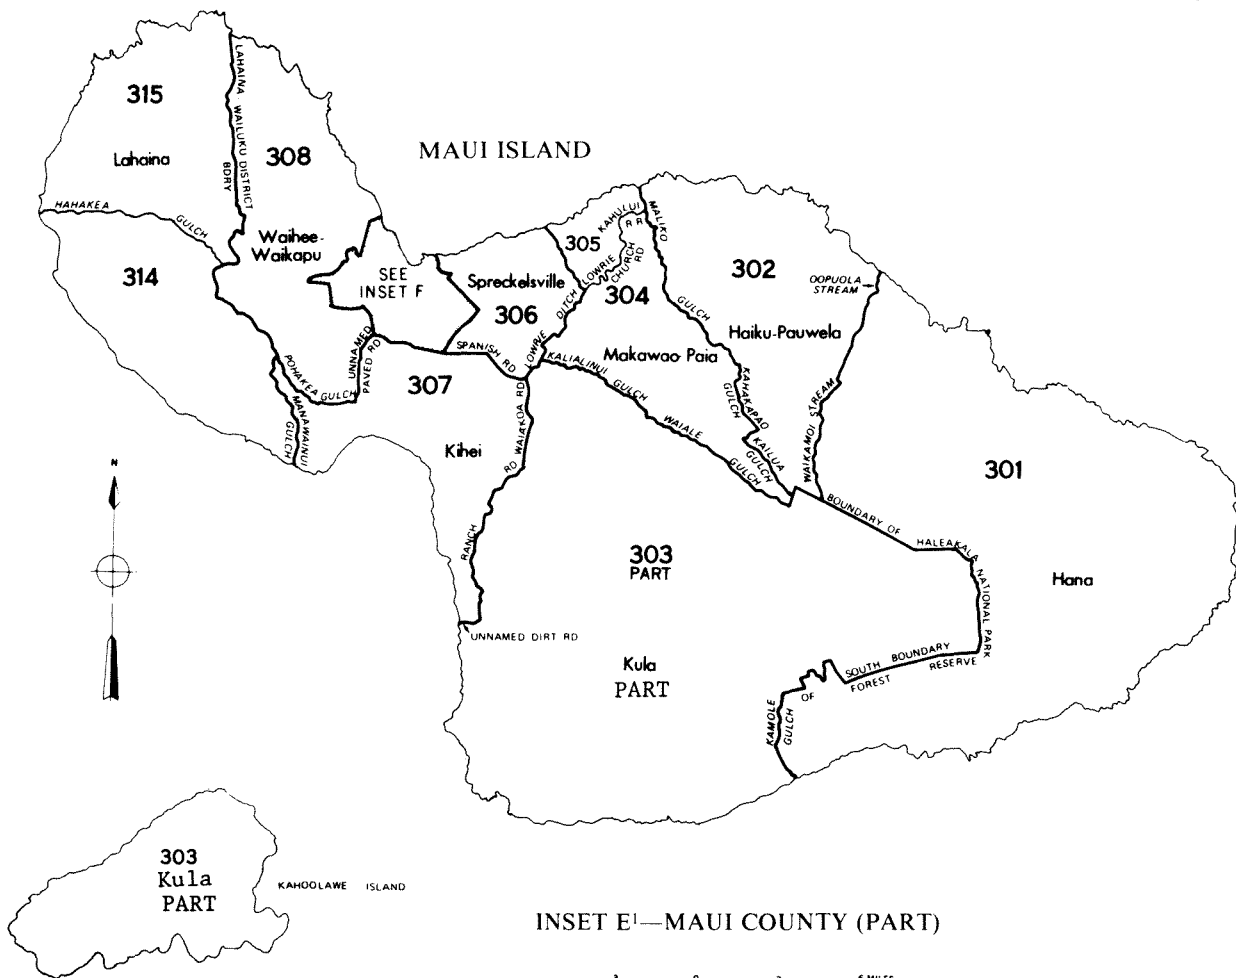 MAUI ISLAND
315
Lahaina
LAHAINA WAILUKU DISTRICT
BDRY
308
Waihee-
Waikapu
HAHAKEA
GULCH
314
SEE
INSET F
305
KAHULUI
R R
LOWRIE
CHURCH
RD
MALIKO
GULCH
304
Spreckelsville
306
DITCH
LOWRIE
302
OOPUOLA
STREAM
Haiku-Pauwela
Makawao-Paia
UNNAMED
PAVED RD
SPANISH RD
KALIALINUI
GULCH
WAIALE
GULCH
KAHAKAPAO
GULCH
KAILUA
GULCH
WAIKAMOI STREAM
POHAKEA GULCH
MANAWAINUI
GULCH
307
Kihei
WAIAKOA RD
RD
RANCH
UNNAMED DIRT RD
301
Hana
BOUNDARY OF
HALEAKALA
NATIONAL PARK
303
PART
Kula
PART
SOUTH BOUNDARY
OF FOREST RESERVE
KAMOLE
GULCH
N
303
Kula
PART
KAHOOLAWE ISLAND
INSET E¹—MAUI COUNTY (PART)